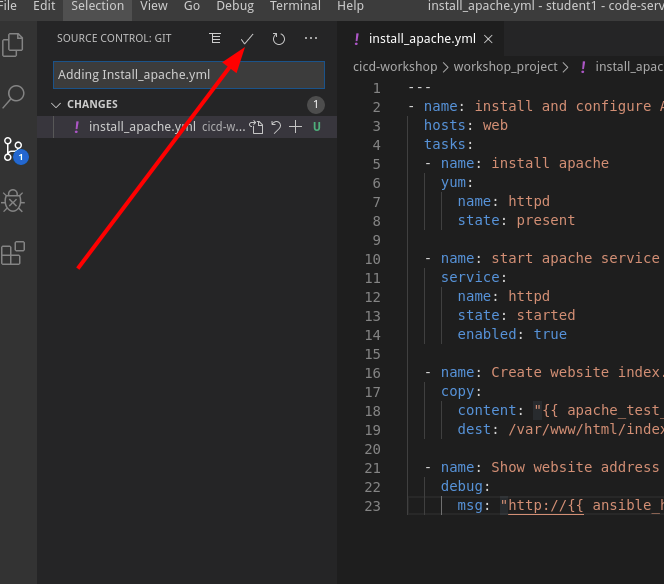 File Edit Selection View Go Debug Terminal Help install_apache.yml - student1 - code-serv
SOURCE CONTROL: GIT
Adding Install_apache.yml
CHANGES 1
! install_apache.yml cicd-w... U
1
! install_apache.yml
cicd-workshop > workshop_project > ! install_apac
1 ---
2 - name: install and configure A
3 hosts: web
4 tasks:
5 - name: install apache
6 yum:
7 name: httpd
8 state: present
9
10 - name: start apache service
11 service:
12 name: httpd
13 state: started
14 enabled: true
15
16 - name: Create website index.
17 copy:
18 content: "{{ apache_test_
19 dest: /var/www/html/index
20
21 - name: Show website address
22 debug:
23 msg: "http://{{ ansible_h